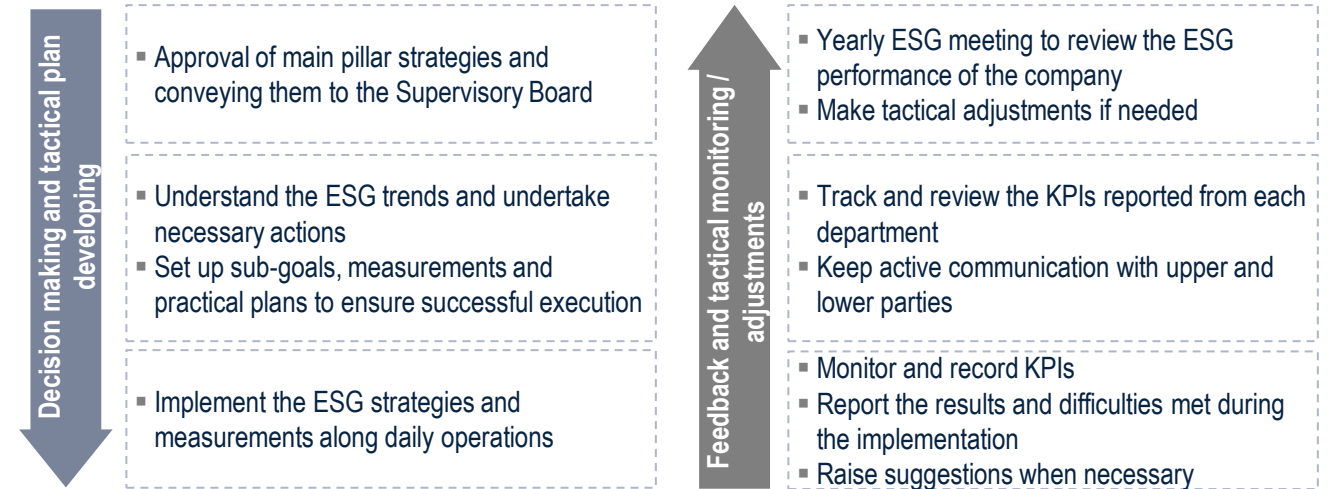 Decision making and tactical plan
developing
▪ Approval of main pillar strategies and
conveying them to the Supervisory Board
▪ Understand the ESG trends and undertake
necessary actions
▪ Set up sub-goals, measurements and
practical plans to ensure successful execution
▪ Implement the ESG strategies and
measurements along daily operations
Feedback and tactical monitoring /
adjustments
▪ Yearly ESG meeting to review the ESG
performance of the company
▪ Make tactical adjustments if needed
▪ Track and review the KPIs reported from each
department
▪ Keep active communication with upper and
lower parties
▪ Monitor and record KPIs
▪ Report the results and difficulties met during
the implementation
▪ Raise suggestions when necessary